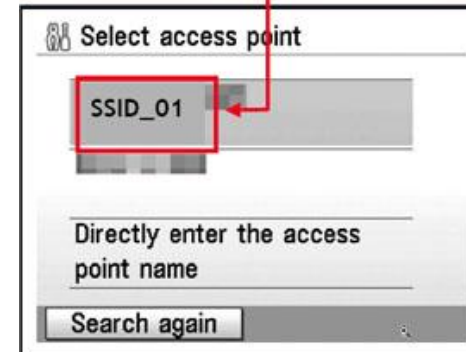 Select access point
SSID_01
Directly enter the access
point name
Search again